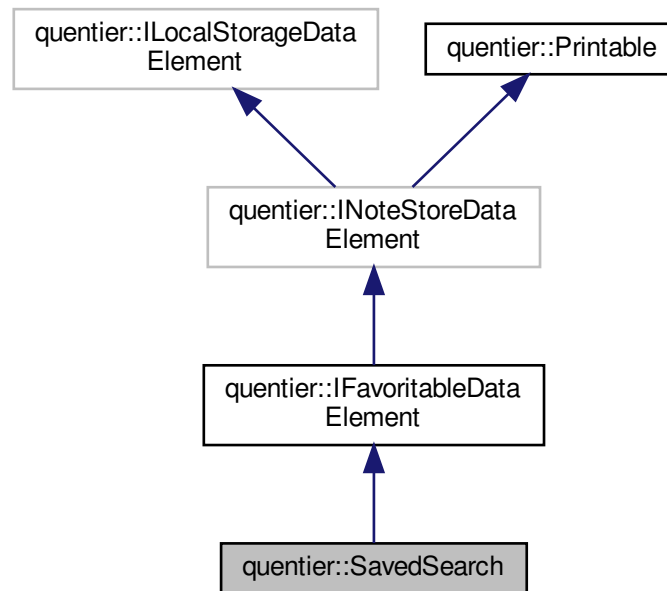 quentier::ILocalStorageData
Element
quentier::Printable
quentier::INoteStoreData
Element
quentier::IFavoritableData
Element
quentier::SavedSearch